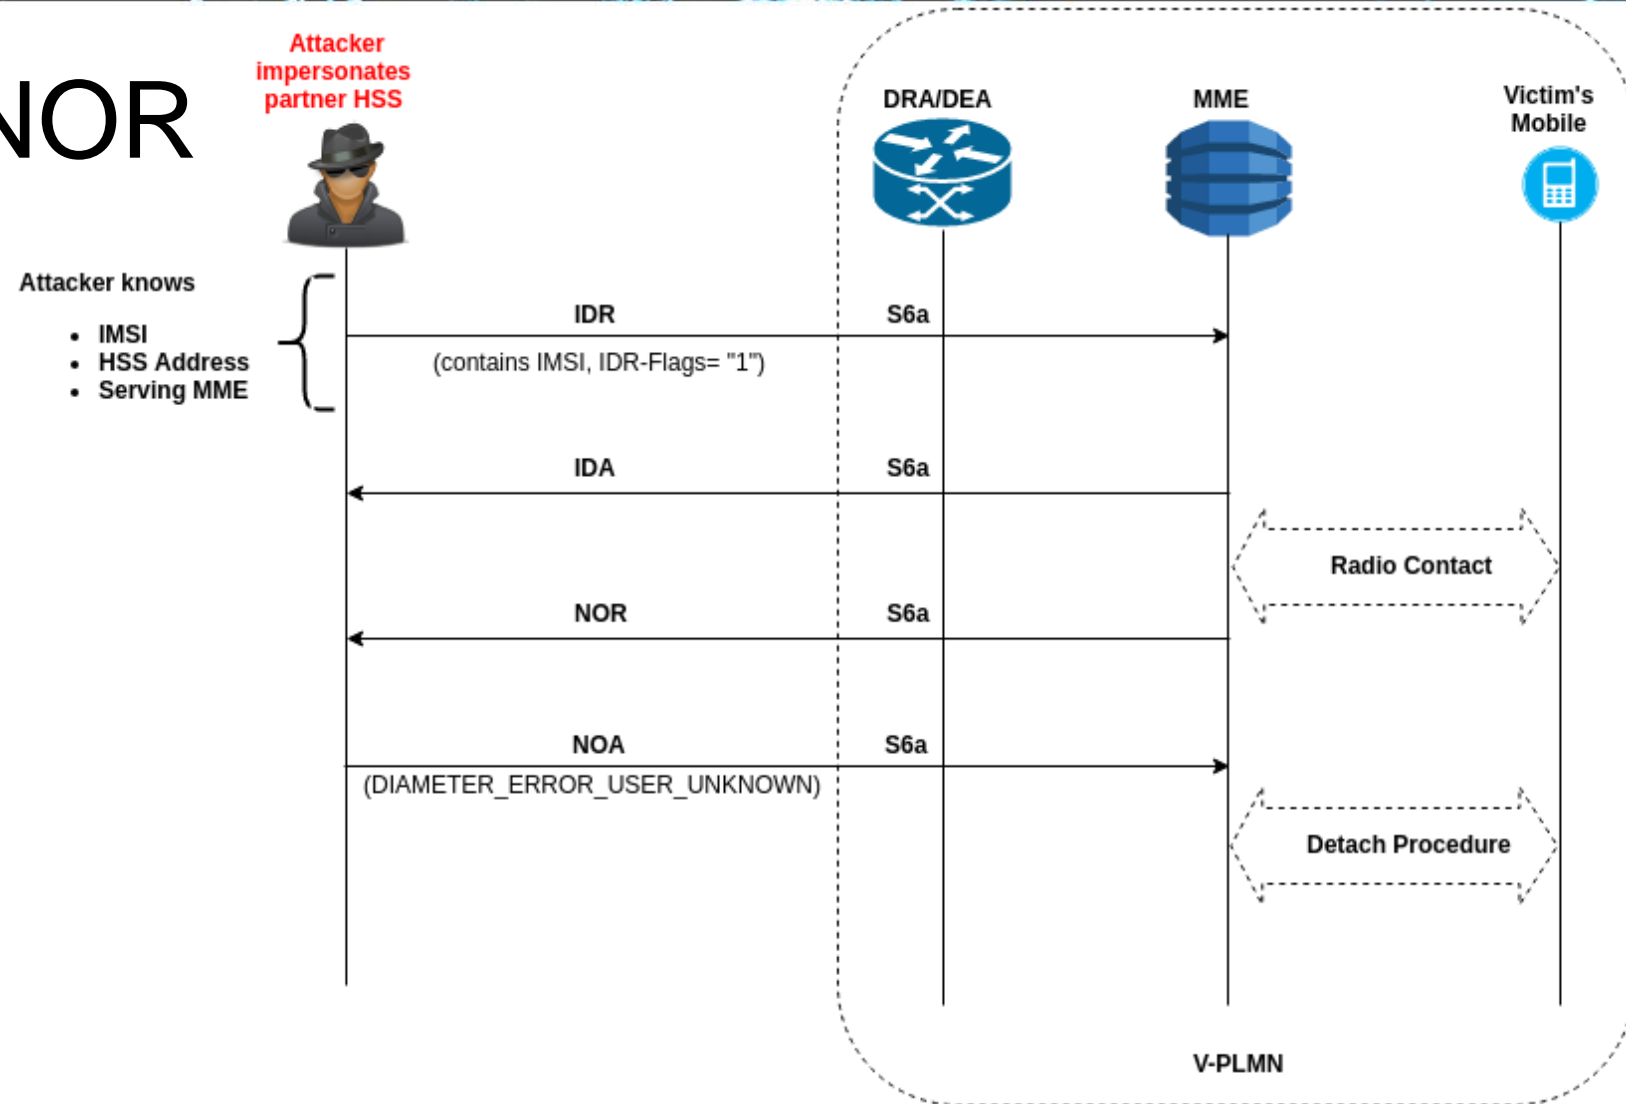 NOR
Attacker
impersonates
partner HSS
DRA/DEA
MME
Victim's
Mobile
Attacker knows
• IMSI
• HSS Address
• Serving MME
IDR
S6a
(contains IMSI, IDR-Flags= "1")
IDA
S6a
Radio Contact
NOR
S6a
NOA
S6a
(DIAMETER_ERROR_USER_UNKNOWN)
Detach Procedure
V-PLMN